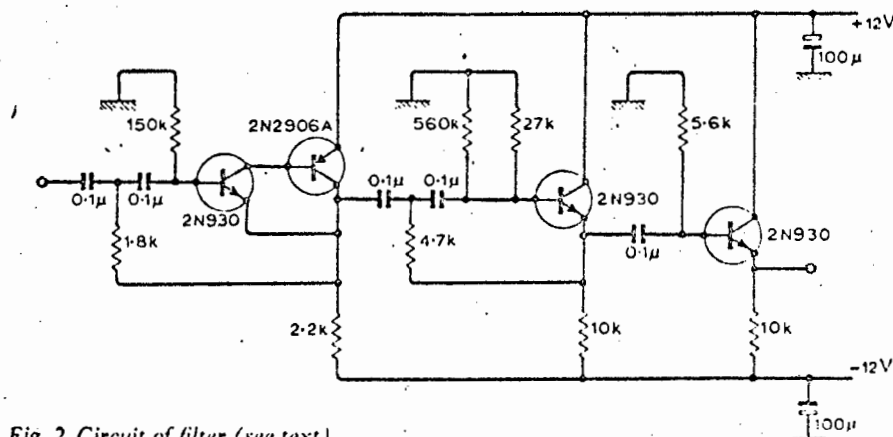 +12V
100μ
150k
2N2906A
560k
27k
5·6k
0·1μ
0·1μ
2N930
0·1μ
0·1μ
2N930
2N930
1·8k
4·7k
0·1μ
2·2k
10k
10k
-12V
100μ
Fig. 2 Circuit of filter (see text)